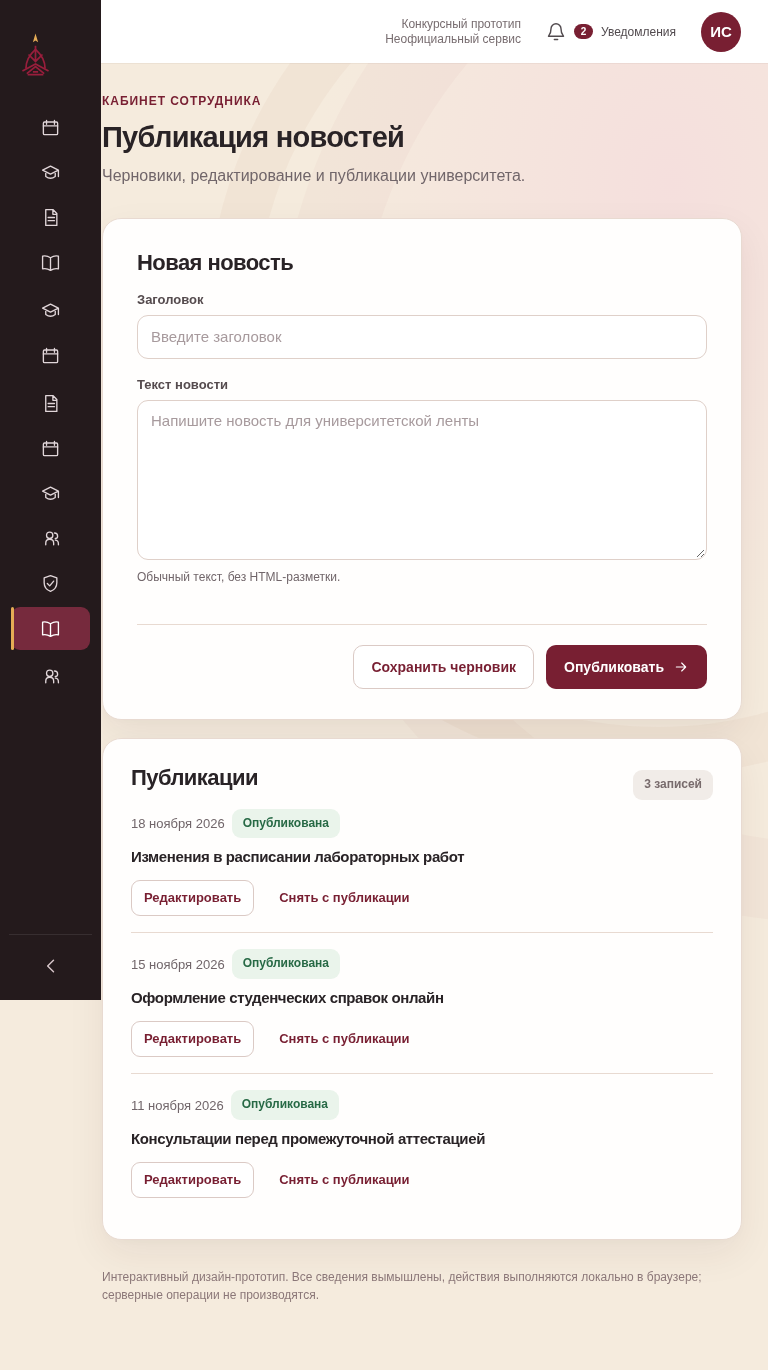 Конкурсный прототип
Неофициальный сервис
2 Уведомления
ИС
КАБИНЕТ СОТРУДНИКА
Публикация новостей
Черновики, редактирование и публикации университета.
Новая новость
Заголовок
Введите заголовок
Текст новости
Напишите новость для университетской ленты
Обычный текст, без HTML-разметки.
Сохранить черновик
Опубликовать
Публикации
3 записей
18 ноября 2026 Опубликована
Изменения в расписании лабораторных работ
Редактировать Снять с публикации
15 ноября 2026 Опубликована
Оформление студенческих справок онлайн
Редактировать Снять с публикации
11 ноября 2026 Опубликована
Консультации перед промежуточной аттестацией
Редактировать Снять с публикации
Интерактивный дизайн-прототип. Все сведения вымышлены, действия выполняются локально в браузере;
серверные операции не производятся.